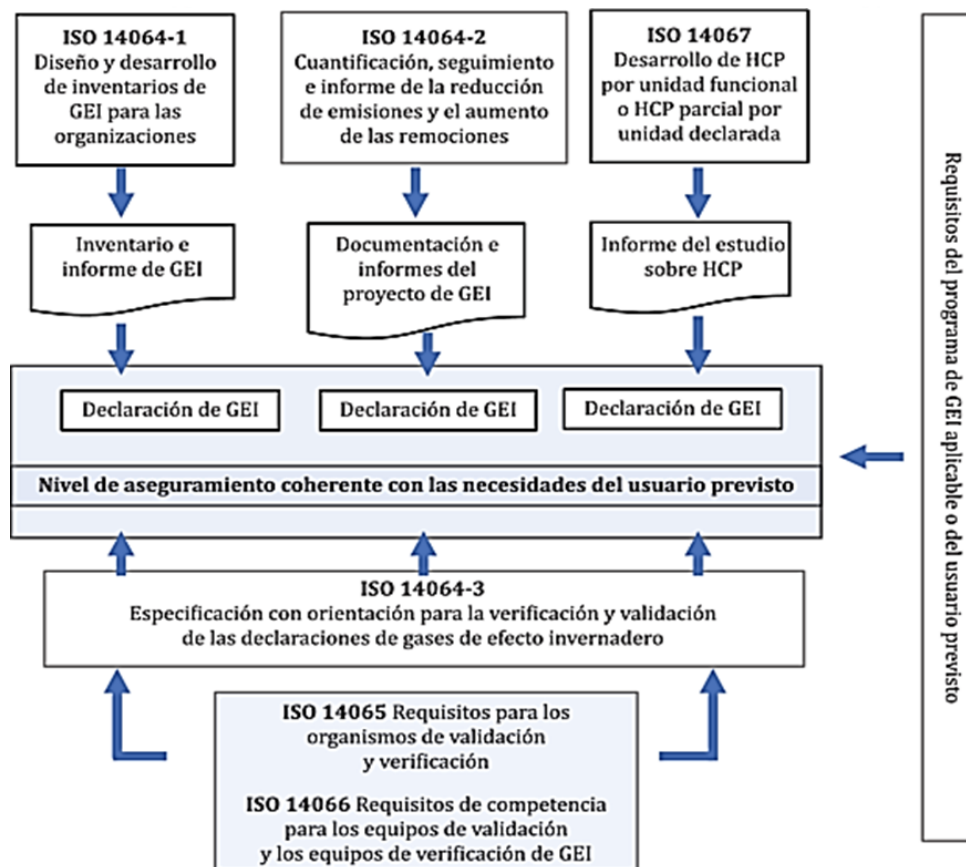 ISO 14064-1
Diseño y desarrollo
de inventarios de
GEI para las
organizaciones
ISO 14064-2
Cuantificación, seguimiento
e informe de la reducción
de emisiones y el aumento
de las remociones
ISO 14067
Desarrollo de HCP
por unidad funcional
o HCP parcial por
unidad declarada
Inventario e
informe de GEI
Documentación e
informes del
proyecto de GEI
Informe del estudio
sobre HCP
Declaración de GEI
Declaración de GEI
Declaración de GEI
Nivel de aseguramiento coherente con las necesidades del usuario previsto
ISO 14064-3
Especificación con orientación para la verificación y validación
de las declaraciones de gases de efecto invernadero
ISO 14065 Requisitos para los
organismos de validación
y verificación
ISO 14066 Requisitos de competencia
para los equipos de validación
y los equipos de verificación de GEI
Requisitos del programa de GEI aplicable o del usuario previsto